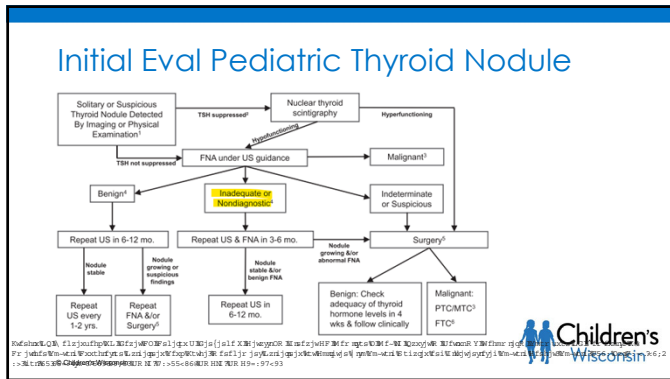 Initial Eval Pediatric Thyroid Nodule
Solitary or Suspicious
Thyroid Nodule Detected
By Imaging or Physical
Examination¹
TSH suppressed²
Nuclear thyroid
scintigraphy
Hyperfunctioning
Hypofunctioning
TSH not suppressed
FNA under US guidance
Malignant³
Benign⁴
Inadequate or
Nondiagnostic⁴
Indeterminate
or Suspicious
Repeat US in 6-12 mo.
Repeat US & FNA in 3-6 mo.
Nodule
growing &/or
abnormal FNA
Surgery⁵
Nodule
stable
Nodule
growing or
suspicious
findings
Nodule
stable &/or
benign FNA
Repeat
US every
1-2 yrs.
Repeat
FNA &/or
Surgery⁵
Repeat US in
6-12 mo.
Benign: Check
adequacy of thyroid
hormone levels in 4
wks & follow clinically
Malignant:
PTC/MTC³
FTC⁶
Children's
Wisconsin